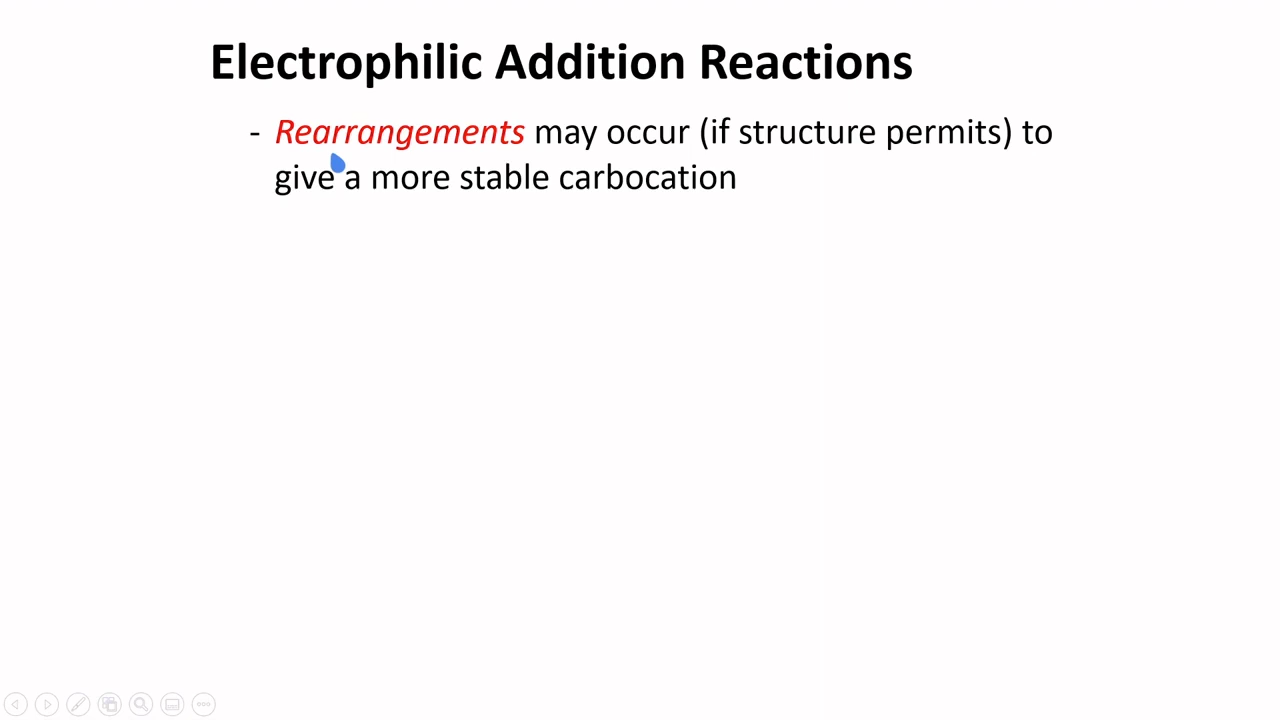 Electrophilic Addition Reactions
- Rearrangements may occur (if structure permits) to
give a more stable carbocation